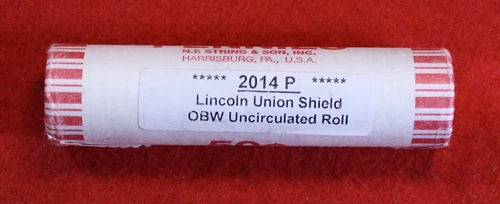 N.F. STRING & SON, INC.
HARRISBURG, PA., U.S.A.
***** 2014 P *****
Lincoln Union Shield
OBW Uncirculated Roll